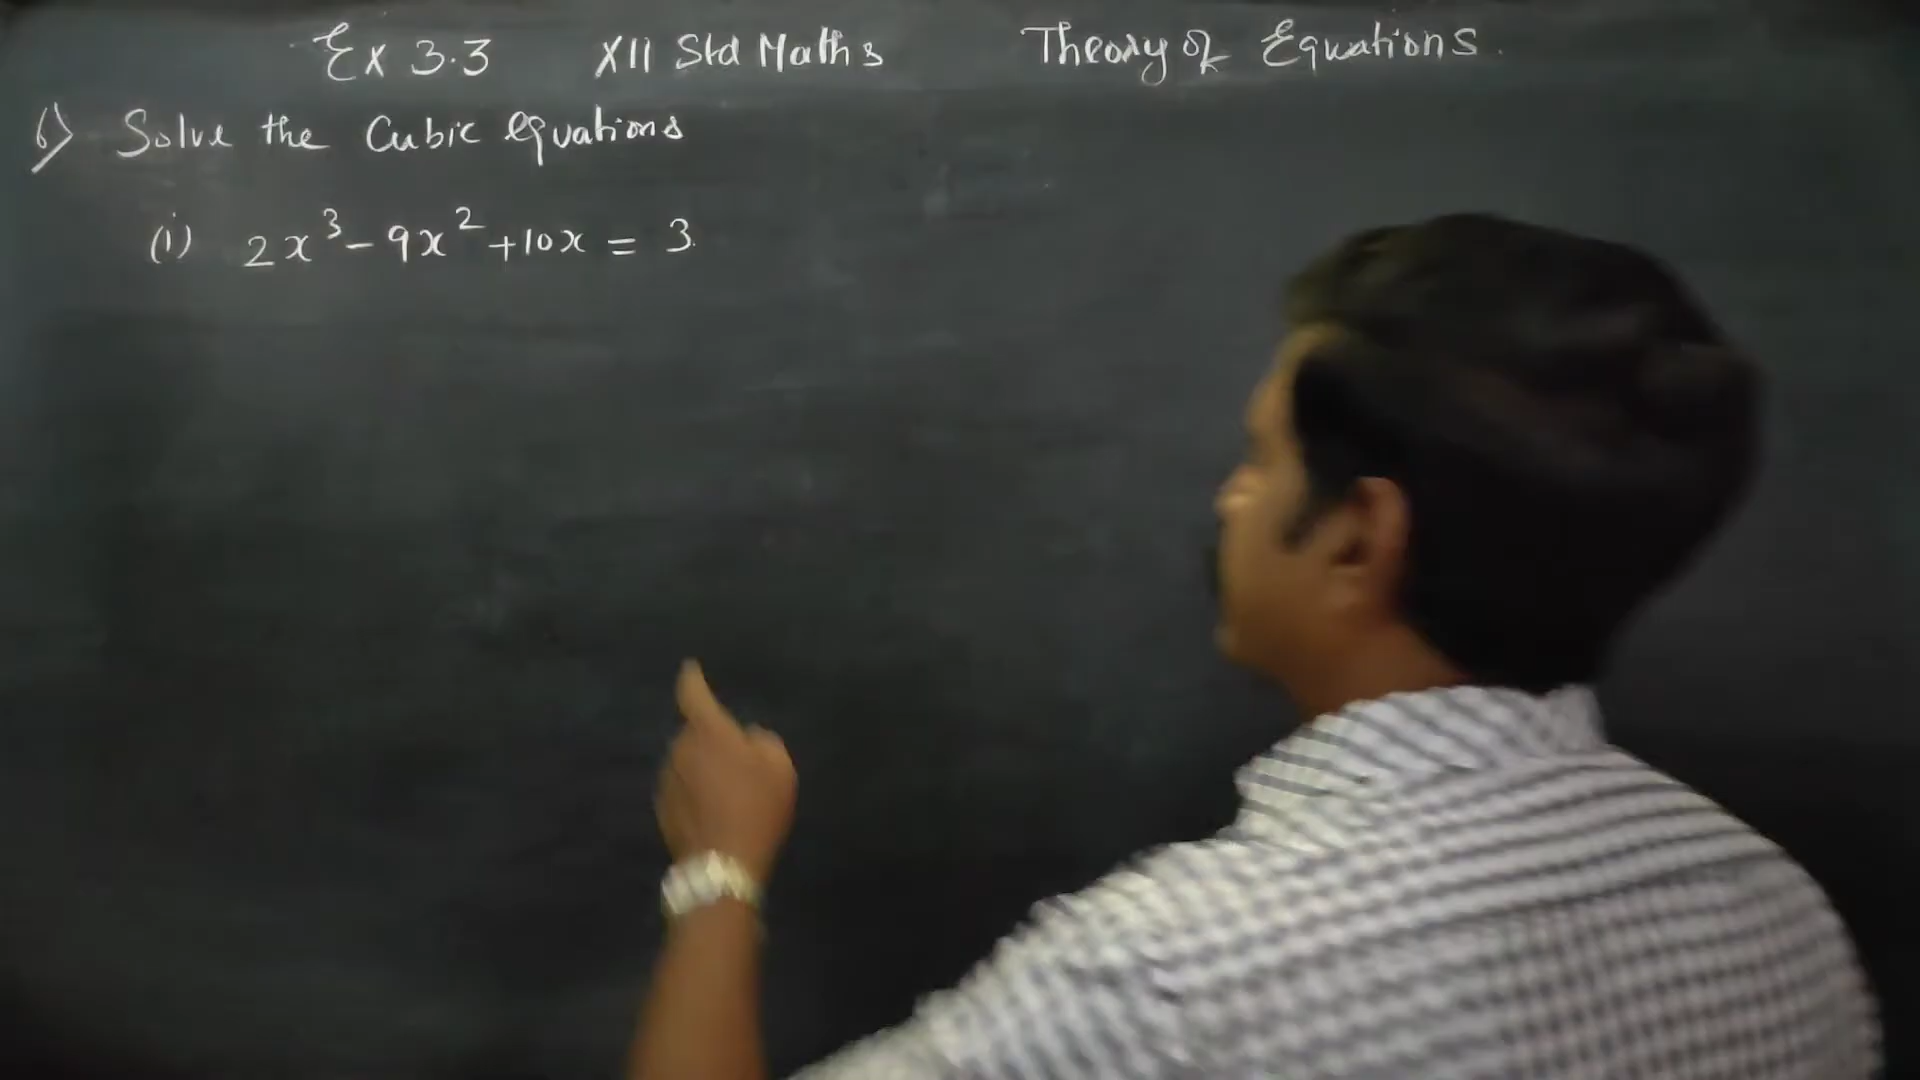 Ex 3.3 XII Std Maths Theory of Equations.
6) Solve the Cubic equations
(i) 2x³-9x²+10x = 3.